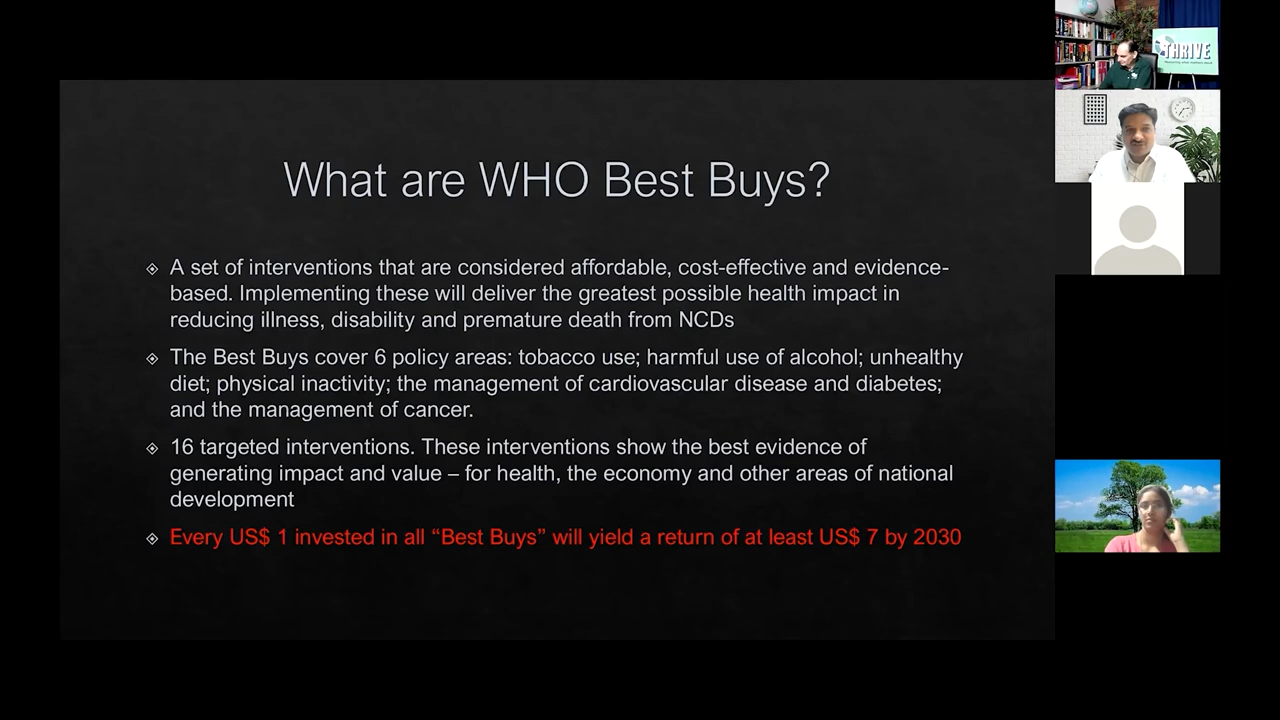 What are WHO Best Buys?
A set of interventions that are considered affordable, cost-effective and evidence-
based. Implementing these will deliver the greatest possible health impact in
reducing illness, disability and premature death from NCDs
The Best Buys cover 6 policy areas: tobacco use; harmful use of alcohol; unhealthy
diet; physical inactivity; the management of cardiovascular disease and diabetes;
and the management of cancer.
16 targeted interventions. These interventions show the best evidence of
generating impact and value – for health, the economy and other areas of national
development
Every US$ 1 invested in all “Best Buys” will yield a return of at least US$ 7 by 2030
THRIVE